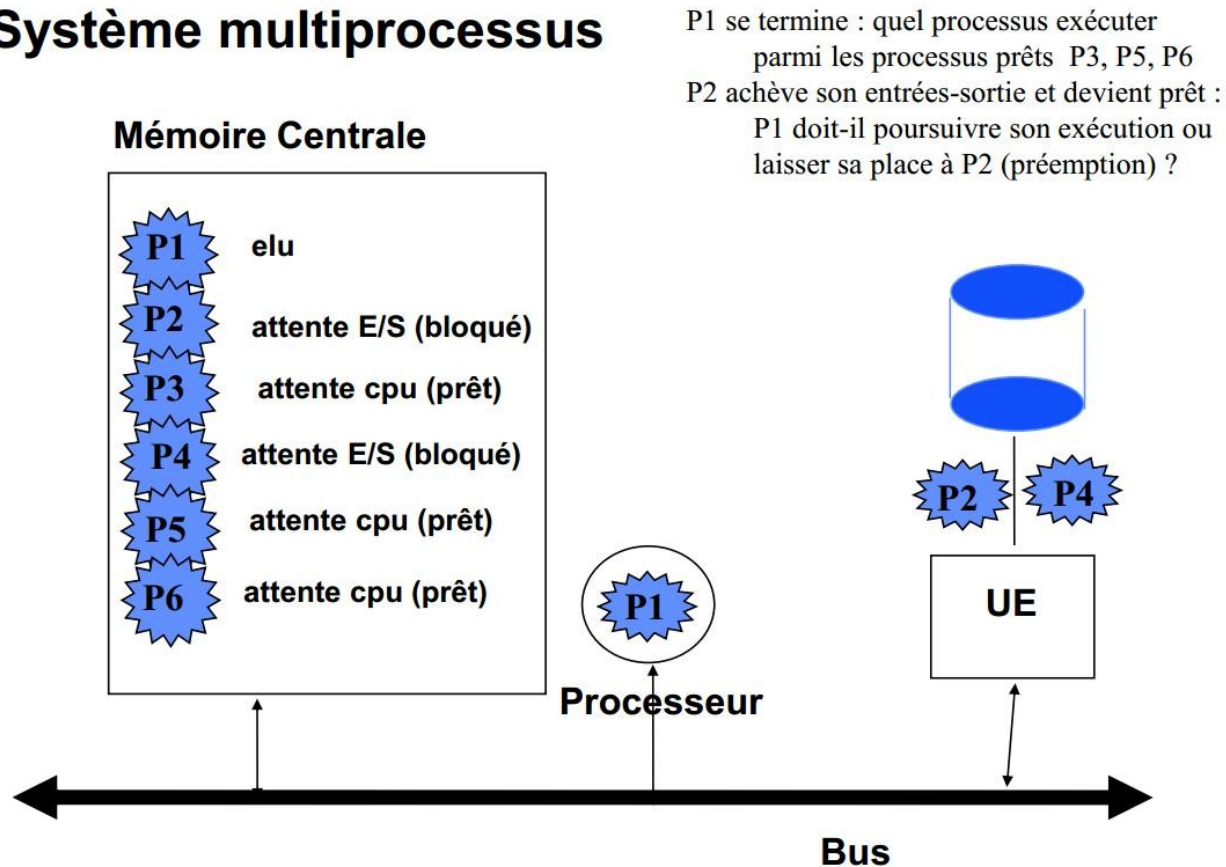 Système multiprocessus
P1 se termine : quel processus exécuter
parmi les processus prêts P3, P5, P6
P2 achève son entrées-sortie et devient prêt :
P1 doit-il poursuivre son exécution ou
laisser sa place à P2 (préemption) ?
Mémoire Centrale
P1 elu
P2 attente E/S (bloqué)
P3 attente cpu (prêt)
P4 attente E/S (bloqué)
P5 attente cpu (prêt)
P6 attente cpu (prêt)
P1
Processeur
P2 P4
UE
Bus